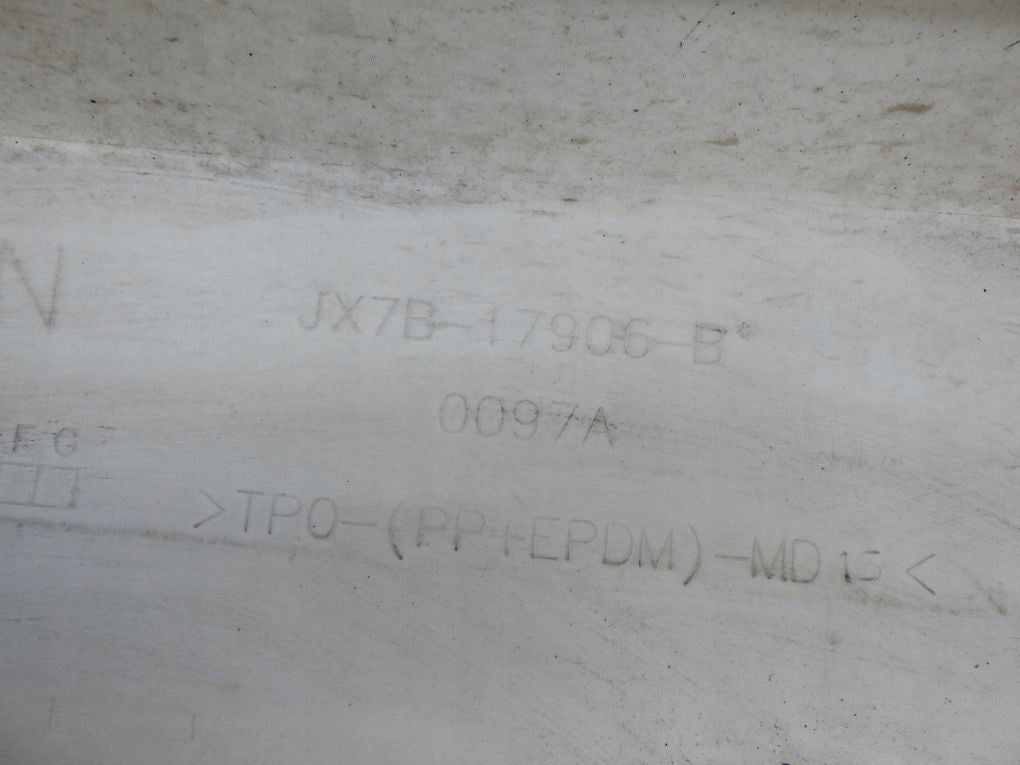 N
JX7B-17906-B*
0097A
F G
>TPO-(PP+EPDM)-MD15<